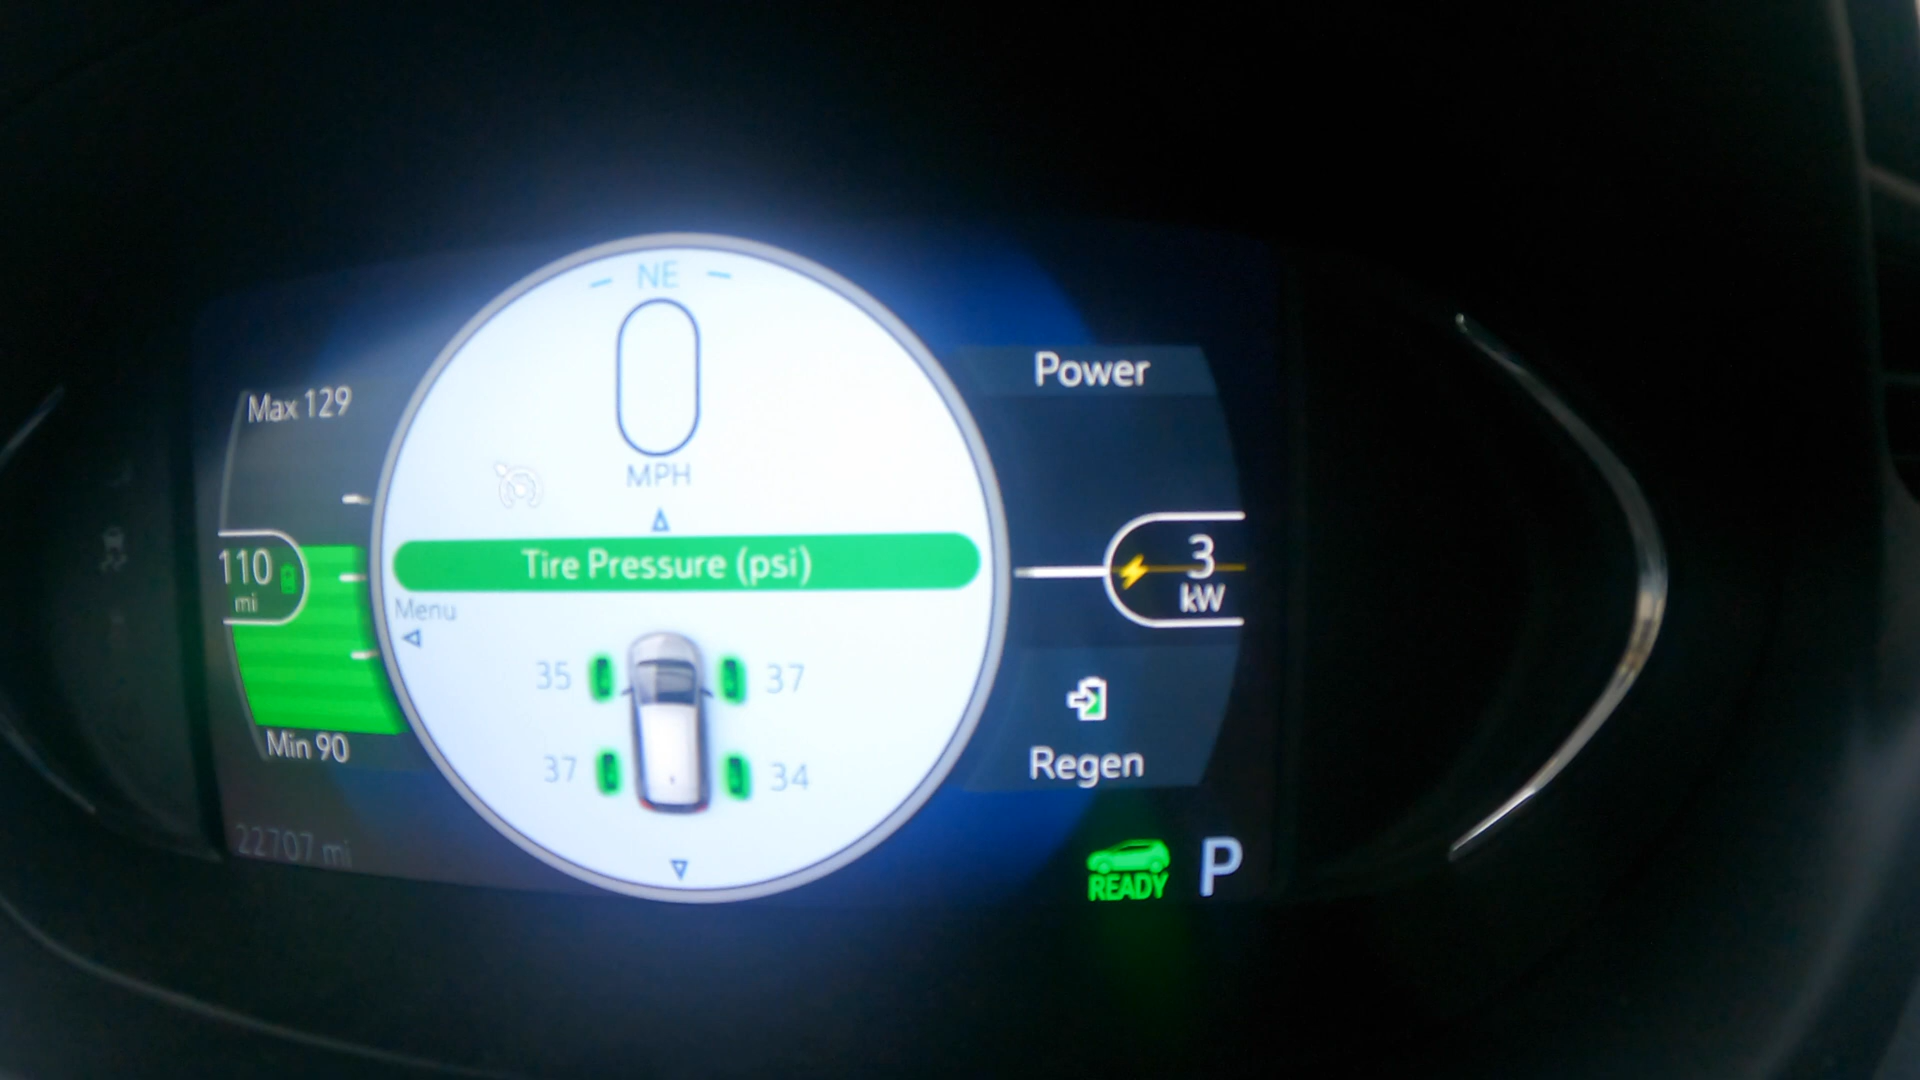 NE
0
MPH
Max 129
110
mi
Min 90
22707 mi
Tire Pressure (psi)
Menu
35 37
37 34
Power
3
kW
Regen
READY P